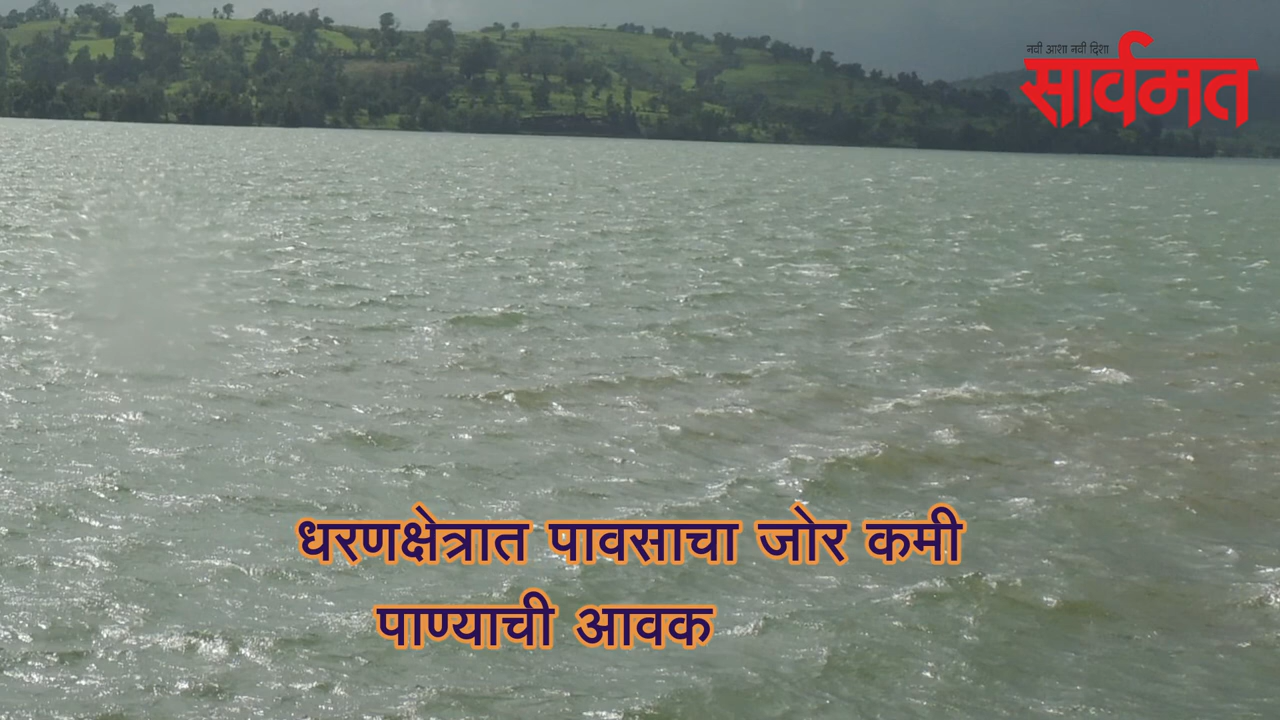 नवी आशा नवी दिशा
सार्वमत
धरणक्षेत्रात पावसाचा जोर कमी
पाण्याची आवक